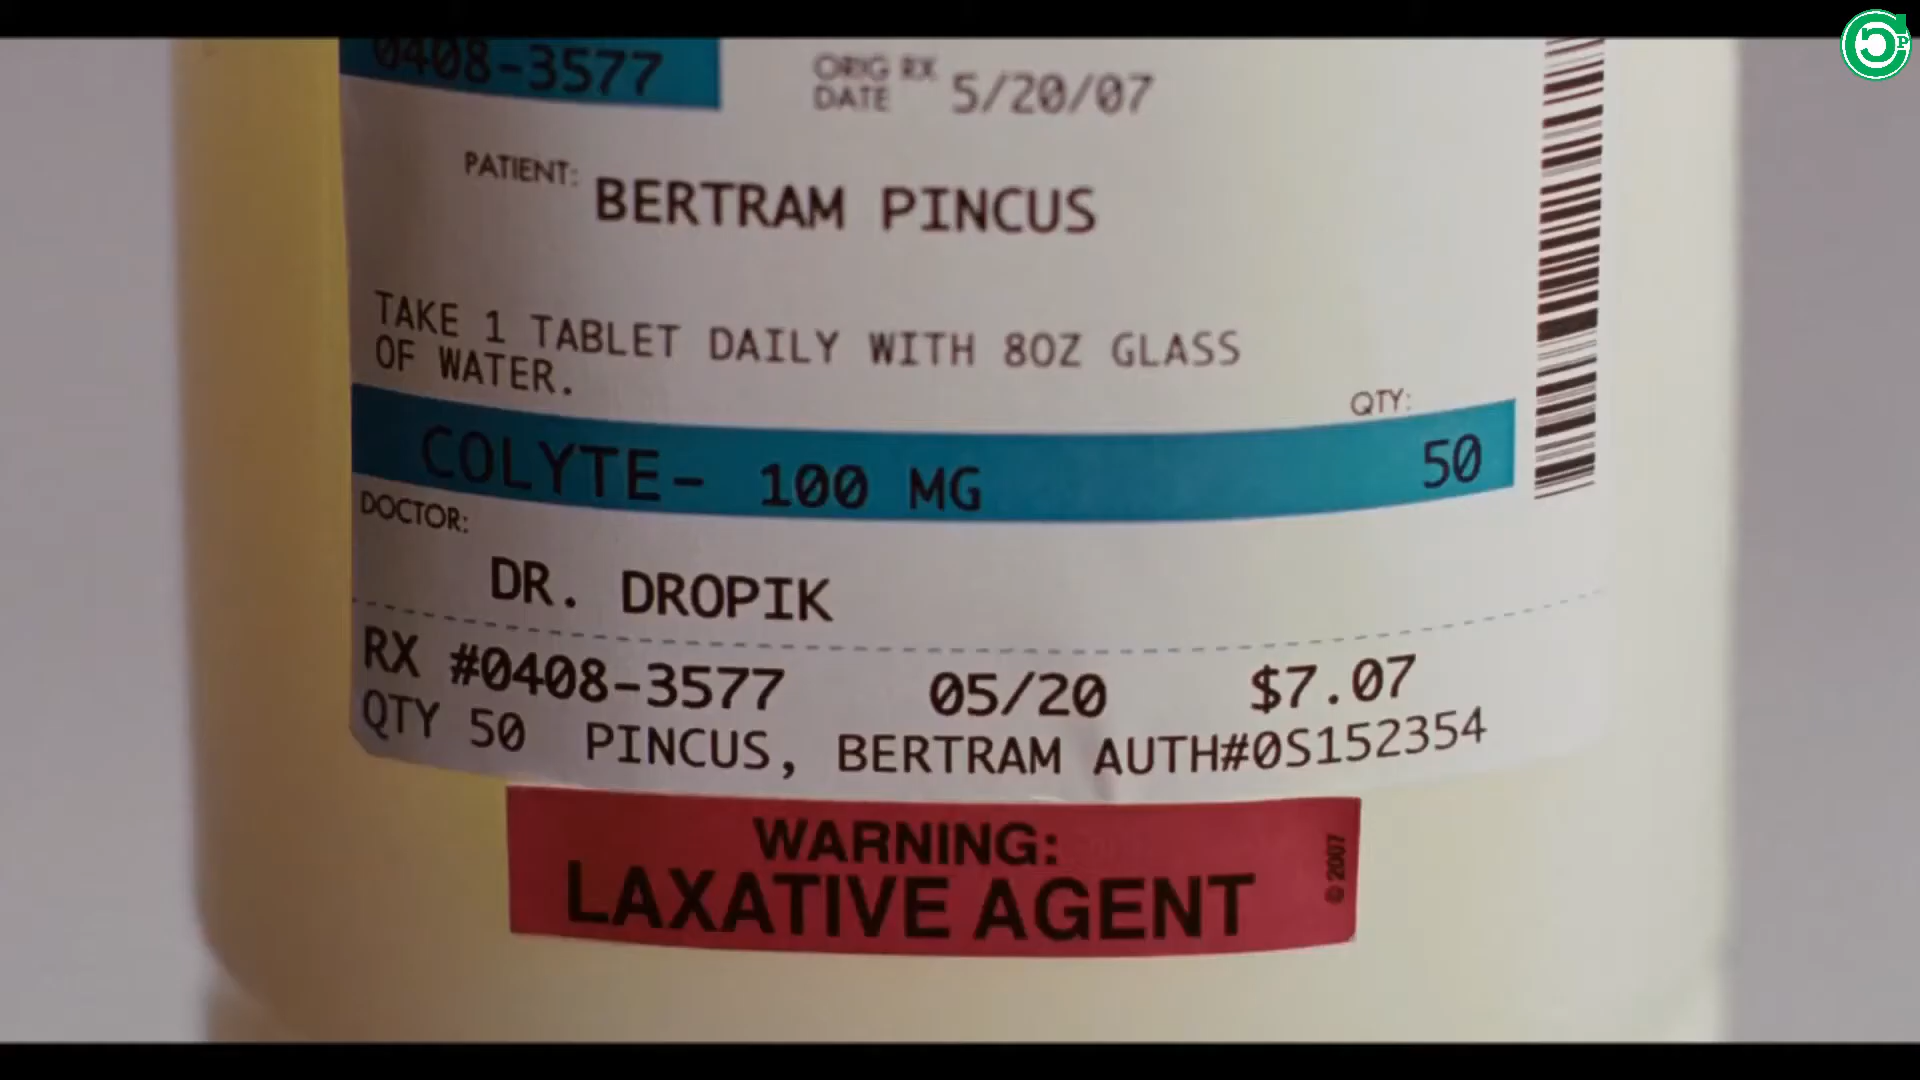 0408-3577
ORIG RX
DATE 5/20/07
PATIENT: BERTRAM PINCUS
TAKE 1 TABLET DAILY WITH 8OZ GLASS
OF WATER.
QTY:
COLYTE- 100 MG 50
DOCTOR:
DR. DROPIK
RX #0408-3577 05/20 $7.07
QTY 50 PINCUS, BERTRAM AUTH#0S152354
WARNING:
LAXATIVE AGENT
© 2007
5 P